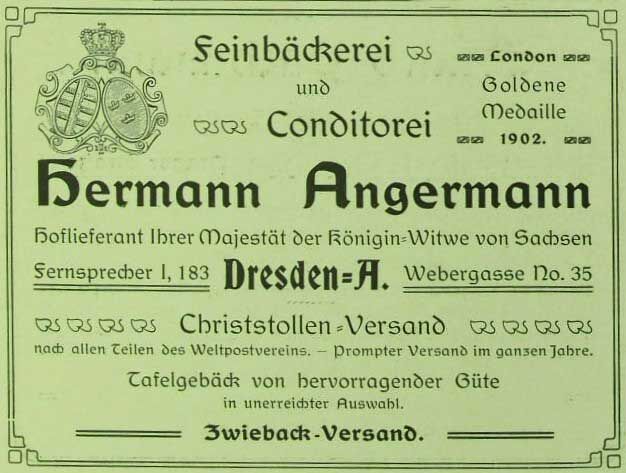 Feinbäckerei
und
Conditorei
London
Goldene
Medaille
1902.
Hermann Angermann
Hoflieferant Ihrer Majestät der Königin=Witwe von Sachsen
Fernsprecher I, 183 Dresden=A. Webergasse No. 35
Christstollen=Versand
nach allen Teilen des Weltpostvereins. – Prompter Versand im ganzen Jahre.
Tafelgebäck von hervorragender Güte
in unerreichter Auswahl.
Zwieback-Versand.